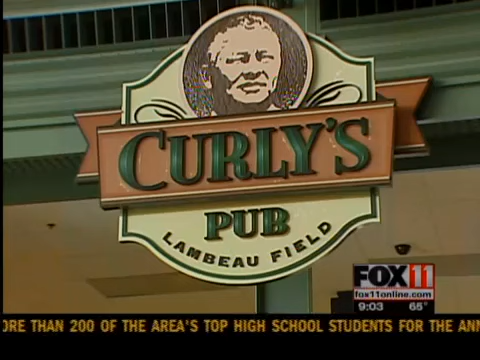 CURLY'S
PUB
LAMBEAU FIELD
FOX 11
fox11online.com
9:03 65°
ORE THAN 200 OF THE AREA'S TOP HIGH SCHOOL STUDENTS FOR THE ANN